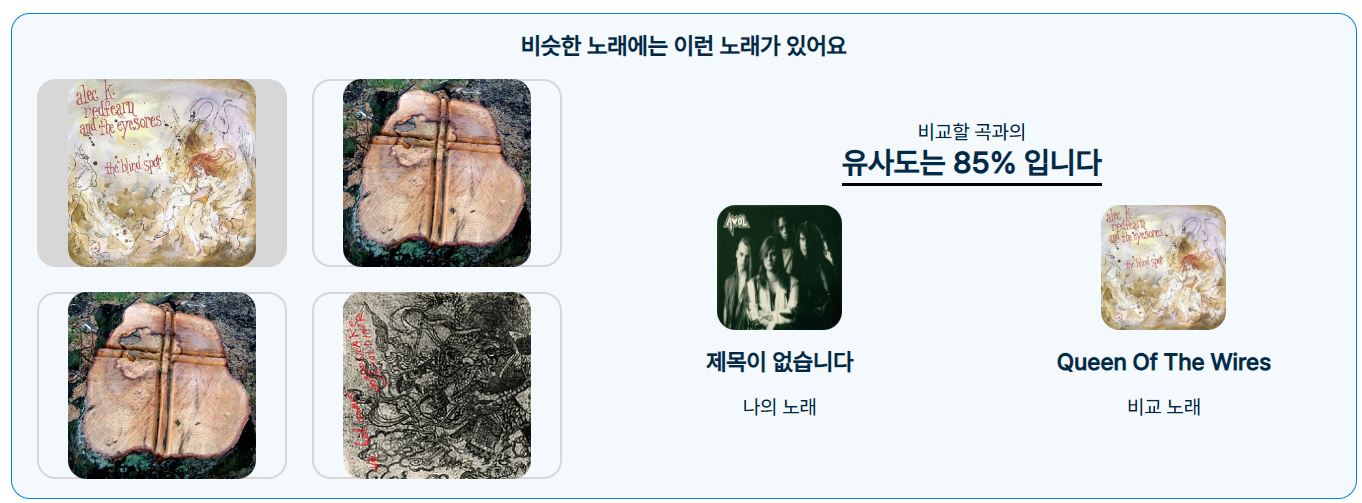 비슷한 노래에는 이런 노래가 있어요
alec k.
redfearn
and the eyesores
the blind spot
비교할 곡과의
유사도는 85% 입니다
alec k.
redfearn
and the eyesores
the blind spot
제목이 없습니다
Queen Of The Wires
나의 노래
비교 노래